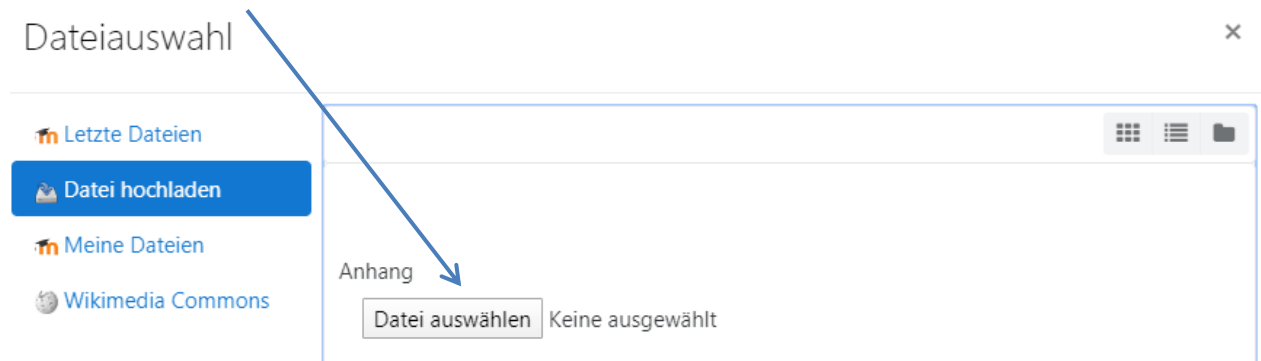 Dateiauswahl
×
Letzte Dateien
Datei hochladen
Meine Dateien
Wikimedia Commons
Anhang
Datei auswählen Keine ausgewählt